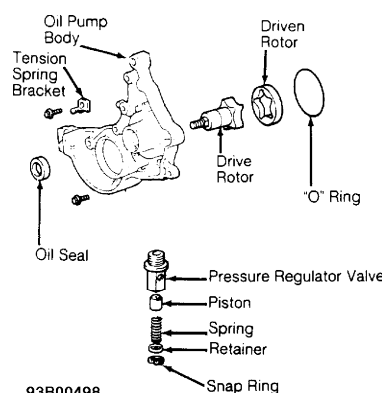 Oil Pump
Body
Tension
Spring
Bracket
Driven
Rotor
Drive
Rotor
"O" Ring
Oil Seal
Pressure Regulator Valve
Piston
Spring
Retainer
Snap Ring
93B00498